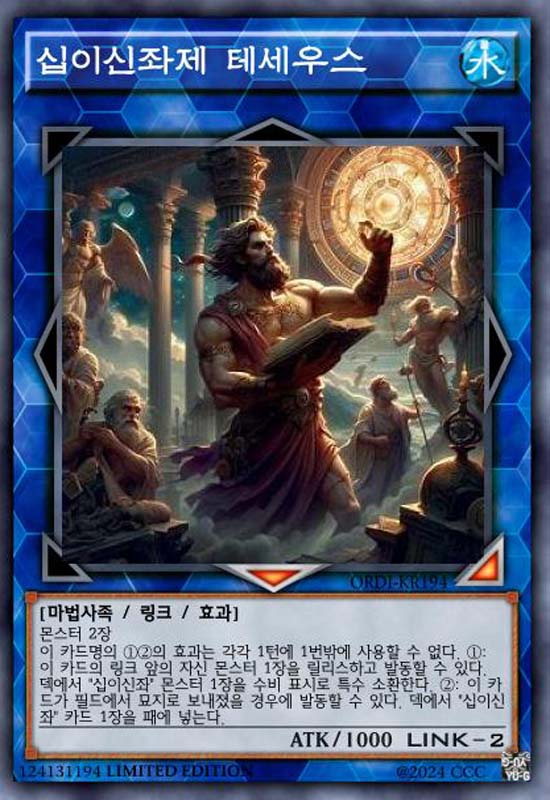 십이신좌제 테세우스
水
ORDI-KR194
[마법사족 / 링크 / 효과]
몬스터 2장
이 카드명의 ①②의 효과는 각각 1턴에 1번밖에 사용할 수 없다. ①:
이 카드의 링크 앞의 자신 몬스터 1장을 릴리스하고 발동할 수 있다.
덱에서 "십이신좌" 몬스터 1장을 수비 표시로 특수 소환한다. ②: 이 카
드가 필드에서 묘지로 보내졌을 경우에 발동할 수 있다. 덱에서 "십이신
좌" 카드 1장을 패에 넣는다.
ATK/1000 LINK-2
124131194 LIMITED EDITION
©2024 CCC